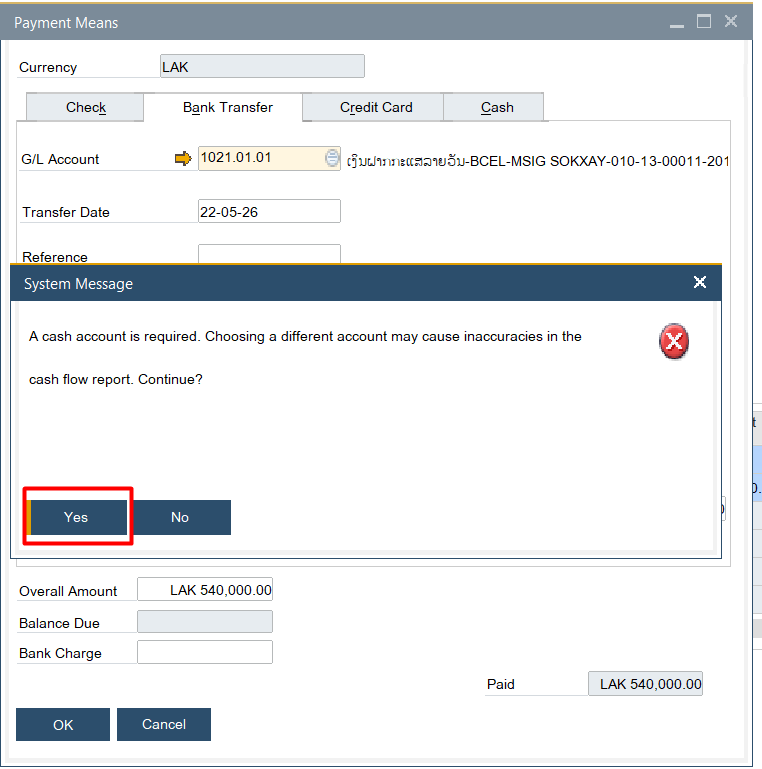 Payment Means
Currency LAK
Check Bank Transfer Credit Card Cash
G/L Account 1021.01.01 ເງິນຝາກກະແສລາຍວັນ-BCEL-MSIG SOKXAY-010-13-00011-201
Transfer Date 22-05-26
Reference
System Message
A cash account is required. Choosing a different account may cause inaccuracies in the
cash flow report. Continue?
Yes No
Overall Amount LAK 540,000.00
Balance Due
Bank Charge
Paid LAK 540,000.00
OK Cancel